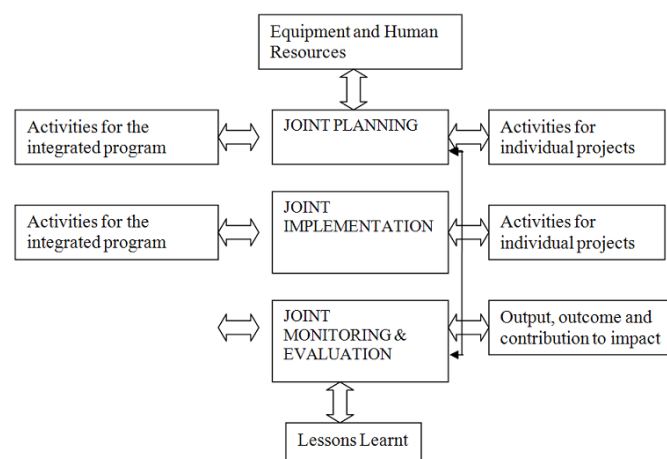 Equipment and Human
Resources
Activities for the
integrated program
JOINT PLANNING
Activities for
individual projects
Activities for the
integrated program
JOINT
IMPLEMENTATION
Activities for
individual projects
JOINT
MONITORING &
EVALUATION
Output, outcome and
contribution to impact
Lessons Learnt